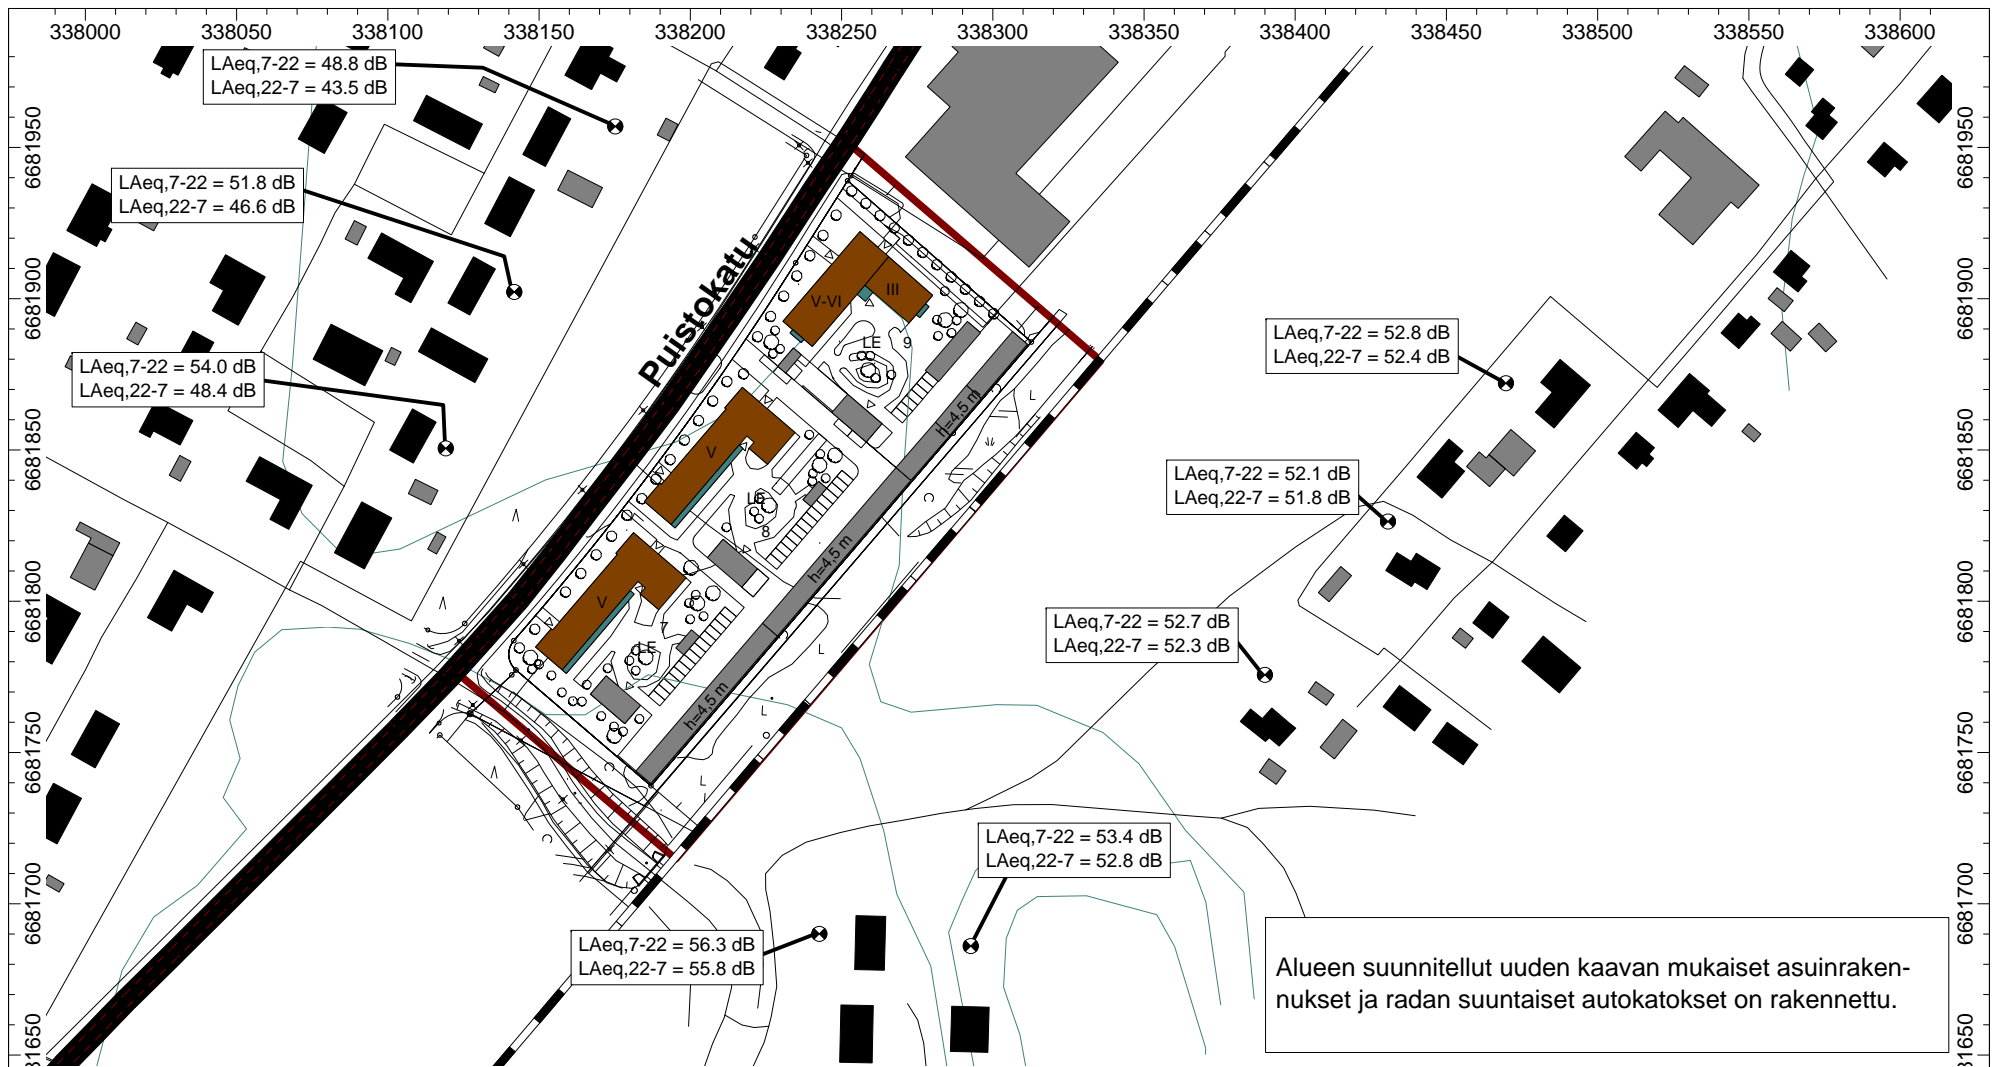 338000 338050 338100 338150 338200 338250 338300 338350 338400 338450 338500 338550 338600
LAeq,7-22 = 48.8 dB
LAeq,22-7 = 43.5 dB
LAeq,7-22 = 51.8 dB
LAeq,22-7 = 46.6 dB
LAeq,7-22 = 54.0 dB
LAeq,22-7 = 48.4 dB
Puistokatu
V-VI
III
LE
9
h=4,5 m
V
LE
8
h=4,5 m
V
7
LE
h=4,5 m
LAeq,7-22 = 52.8 dB
LAeq,22-7 = 52.4 dB
LAeq,7-22 = 52.1 dB
LAeq,22-7 = 51.8 dB
LAeq,7-22 = 52.7 dB
LAeq,22-7 = 52.3 dB
LAeq,7-22 = 53.4 dB
LAeq,22-7 = 52.8 dB
LAeq,7-22 = 56.3 dB
LAeq,22-7 = 55.8 dB
Alueen suunnitellut uuden kaavan mukaiset asuinraken-
nukset ja radan suuntaiset autokatokset on rakennettu.
6681950
6681900
6681850
6681800
6681750
6681700
81650
6681950
6681900
6681850
6681800
6681750
6681700
81650